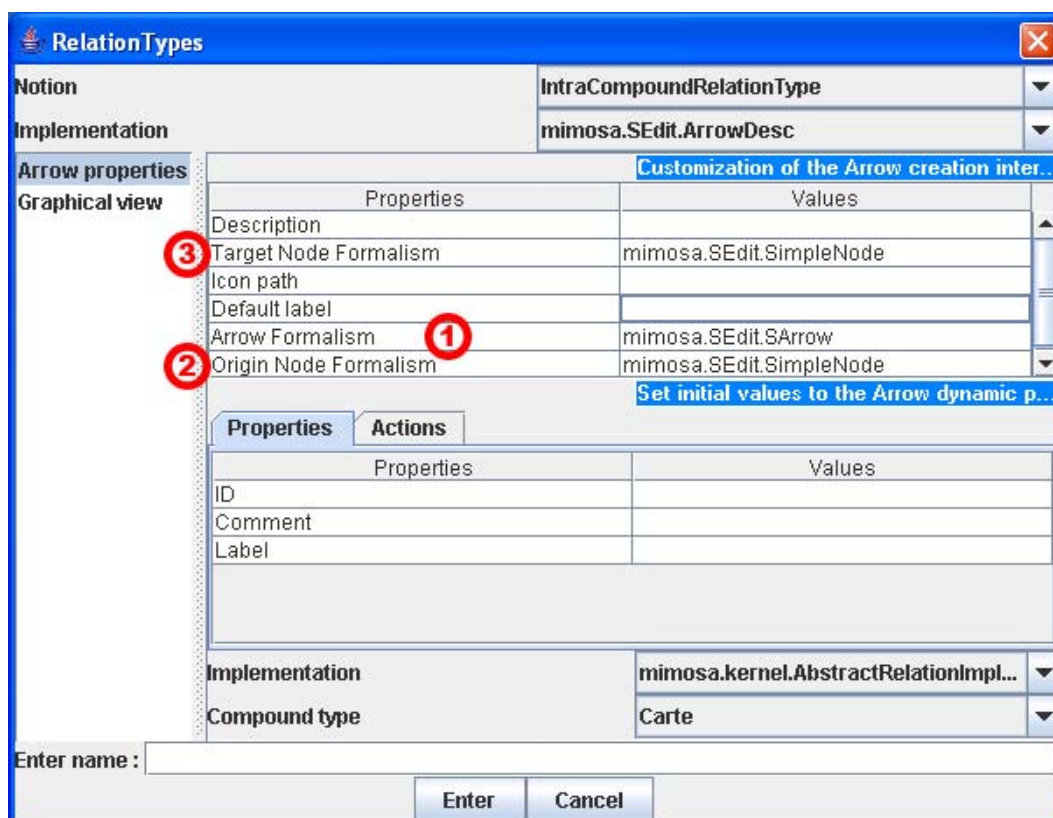 RelationTypes
Notion IntraCompoundRelationType
Implementation mimosa.SEdit.ArrowDesc
Arrow properties
Graphical view
Customization of the Arrow creation inter...
Properties Values
Description
3 Target Node Formalism mimosa.SEdit.SimpleNode
Icon path
Default label
Arrow Formalism 1 mimosa.SEdit.SArrow
2 Origin Node Formalism mimosa.SEdit.SimpleNode
Set initial values to the Arrow dynamic p...
Properties Actions
Properties Values
ID
Comment
Label
Implementation mimosa.kernel.AbstractRelationImpl...
Compound type Carte
Enter name :
Enter Cancel